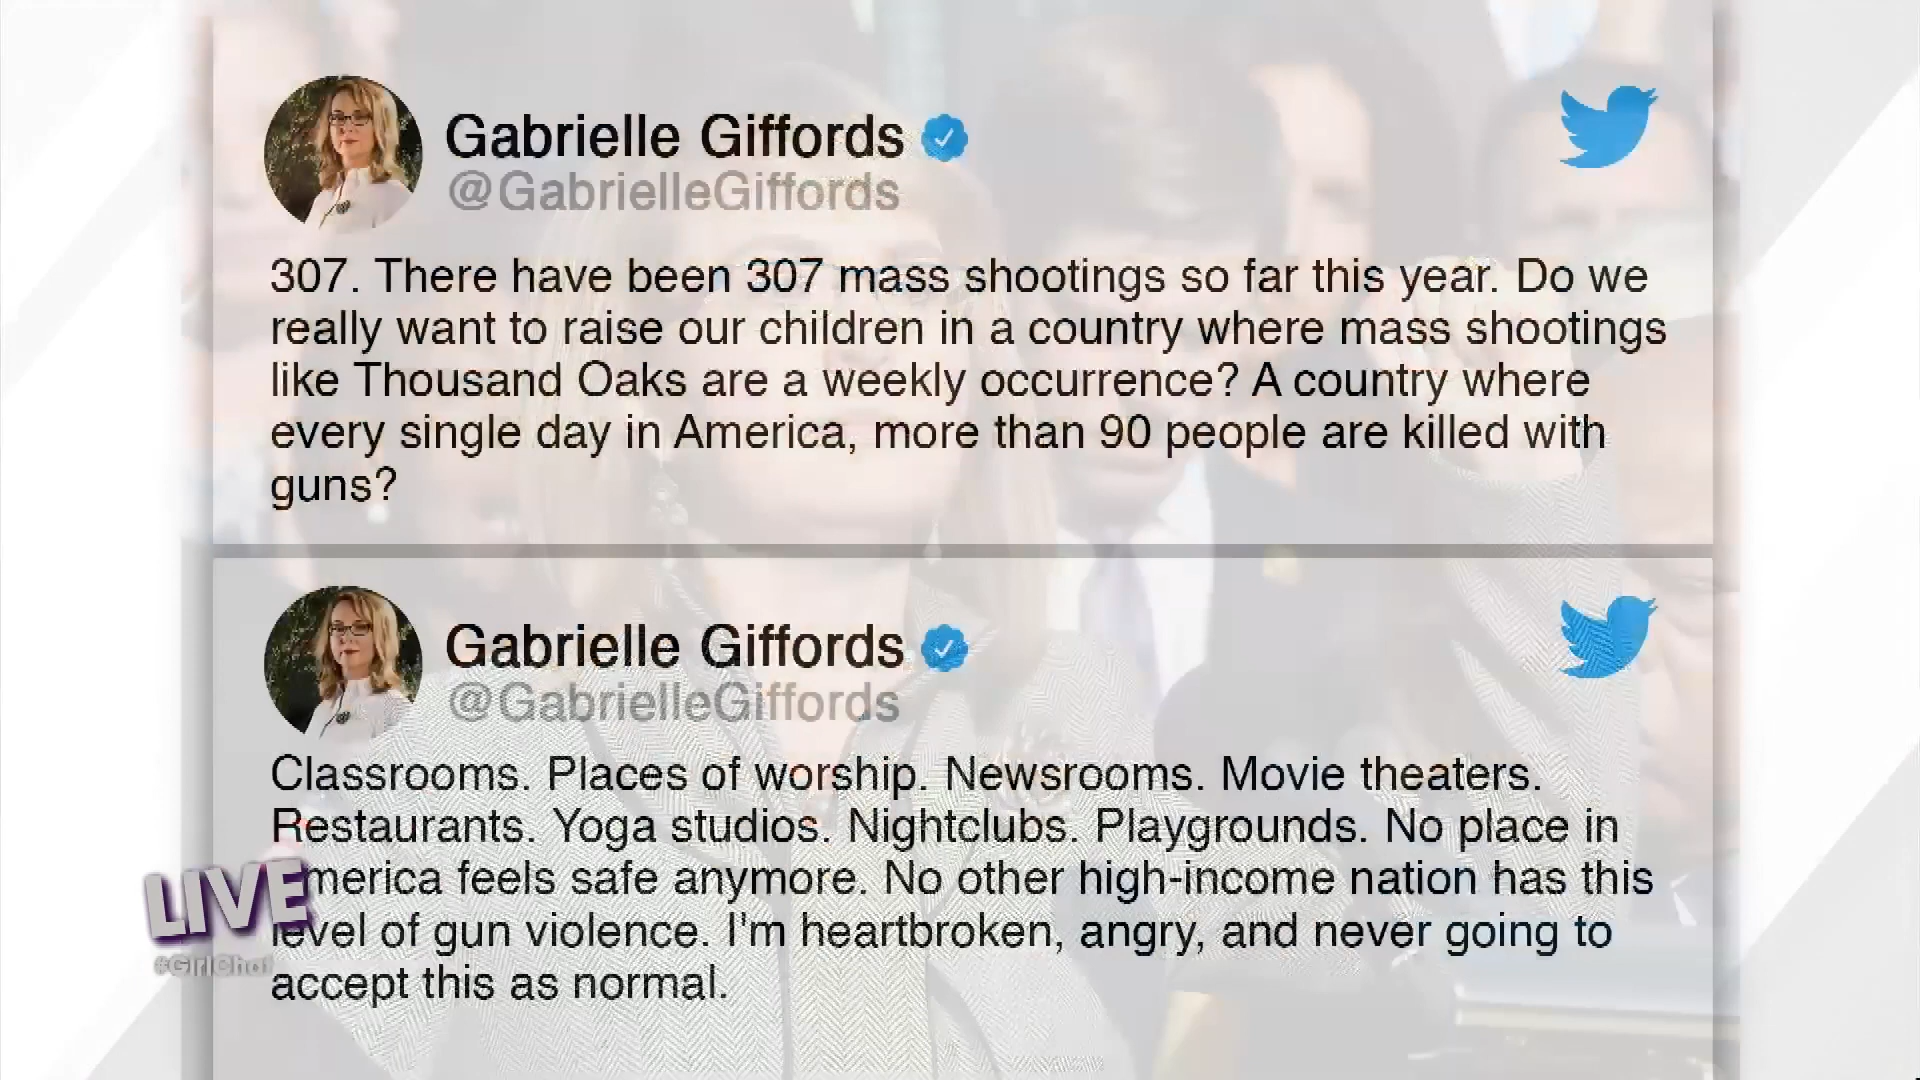 Gabrielle Giffords
@GabrielleGiffords
307. There have been 307 mass shootings so far this year. Do we
really want to raise our children in a country where mass shootings
like Thousand Oaks are a weekly occurrence? A country where
every single day in America, more than 90 people are killed with
guns?
Gabrielle Giffords
@GabrielleGiffords
Classrooms. Places of worship. Newsrooms. Movie theaters.
Restaurants. Yoga studios. Nightclubs. Playgrounds. No place in
America feels safe anymore. No other high-income nation has this
level of gun violence. I'm heartbroken, angry, and never going to
accept this as normal.
LIVE
#GirlChat